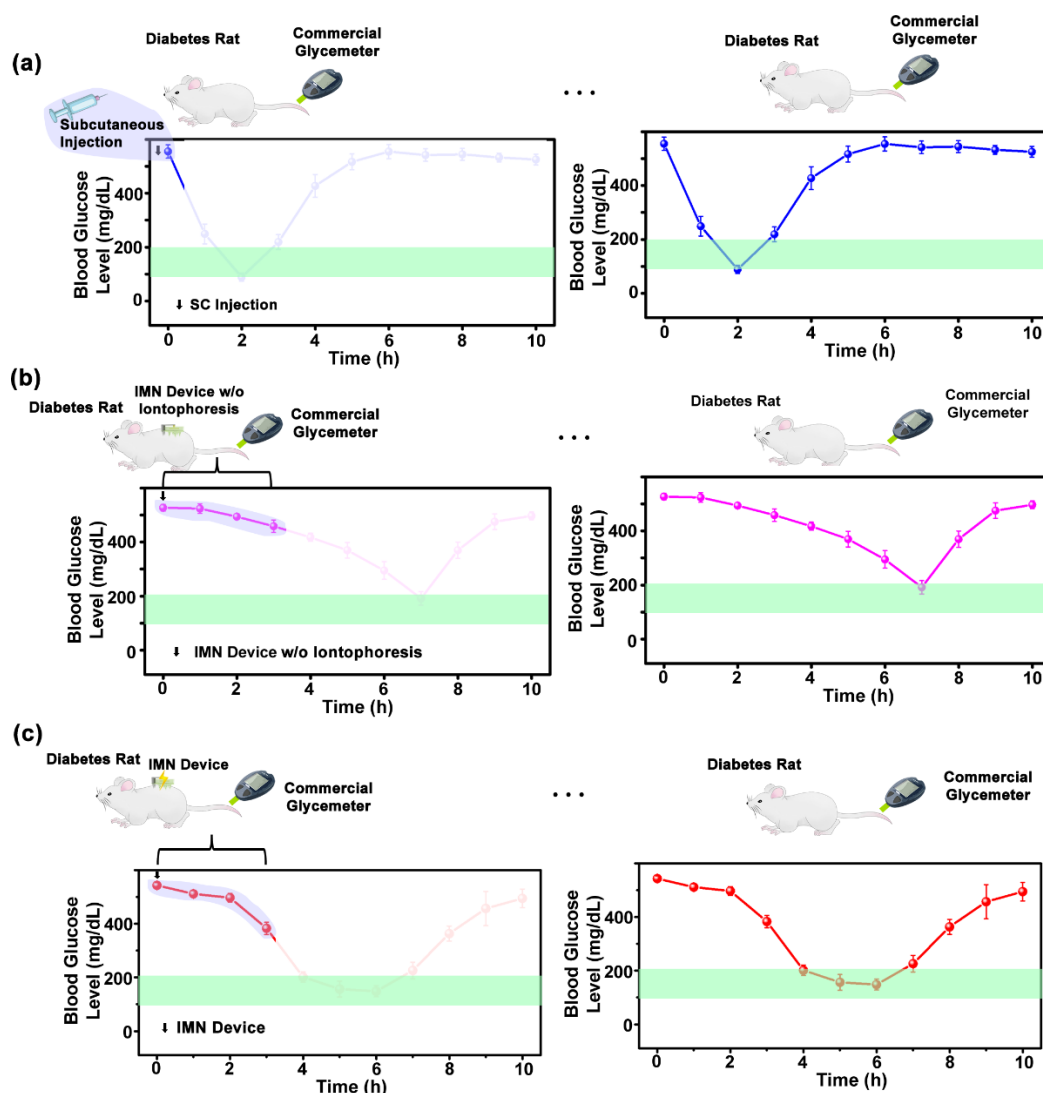 (a)
Diabetes Rat
Commercial
Glycemeter
Subcutaneous
Injection
Blood Glucose
Level (mg/dL)
400
200
0
SC Injection
0 2 4 6 8 10
Time (h)
...
Diabetes Rat
Commercial
Glycemeter
Blood Glucose
Level (mg/dL)
400
200
0
0 2 4 6 8 10
Time (h)
(b)
Diabetes Rat
IMN Device w/o
Iontophoresis
Commercial
Glycemeter
Blood Glucose
Level (mg/dL)
400
200
0
IMN Device w/o Iontophoresis
0 2 4 6 8 10
Time (h)
...
Diabetes Rat
Commercial
Glycemeter
Blood Glucose
Level (mg/dL)
400
200
0
0 2 4 6 8 10
Time (h)
(c)
Diabetes Rat
IMN Device
Commercial
Glycemeter
Blood Glucose
Level (mg/dL)
400
200
0
IMN Device
0 2 4 6 8 10
Time (h)
...
Diabetes Rat
Commercial
Glycemeter
Blood Glucose
Level (mg/dL)
400
200
0
0 2 4 6 8 10
Time (h)